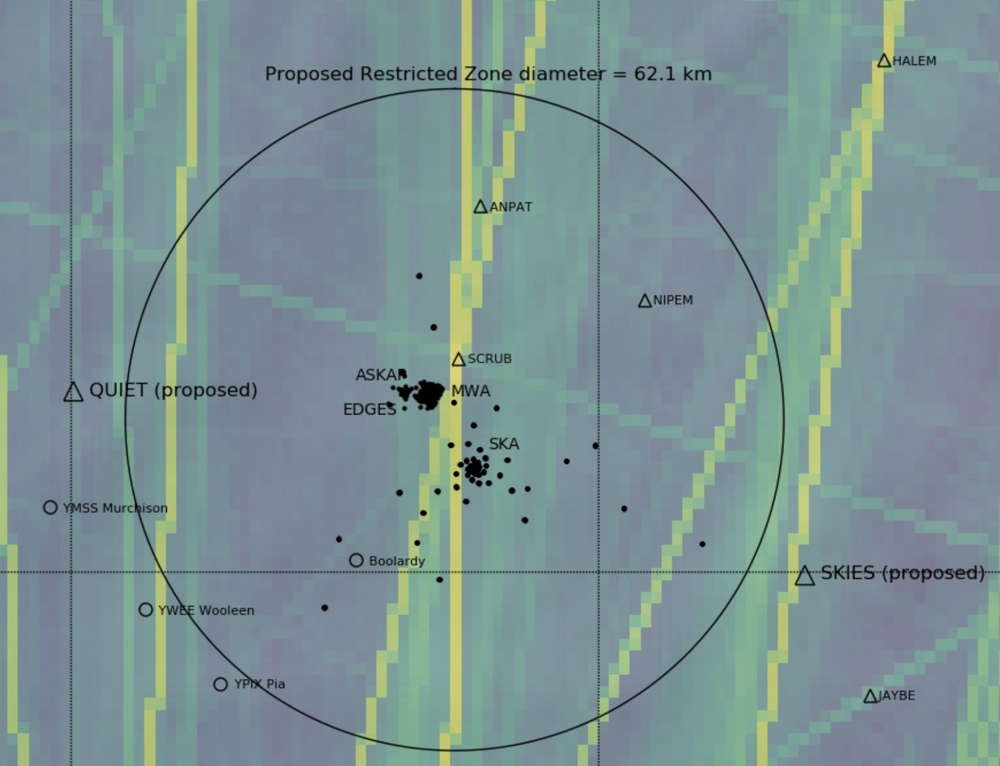 Proposed Restricted Zone diameter = 62.1 km
HALEM
ANPAT
NIPEM
SCRUB
ASKAP
QUIET (proposed)
MWA
EDGES
SKA
YMSS Murchison
Boolardy
SKIES (proposed)
YWEE Wooleen
YPIX Pia
JAYBE